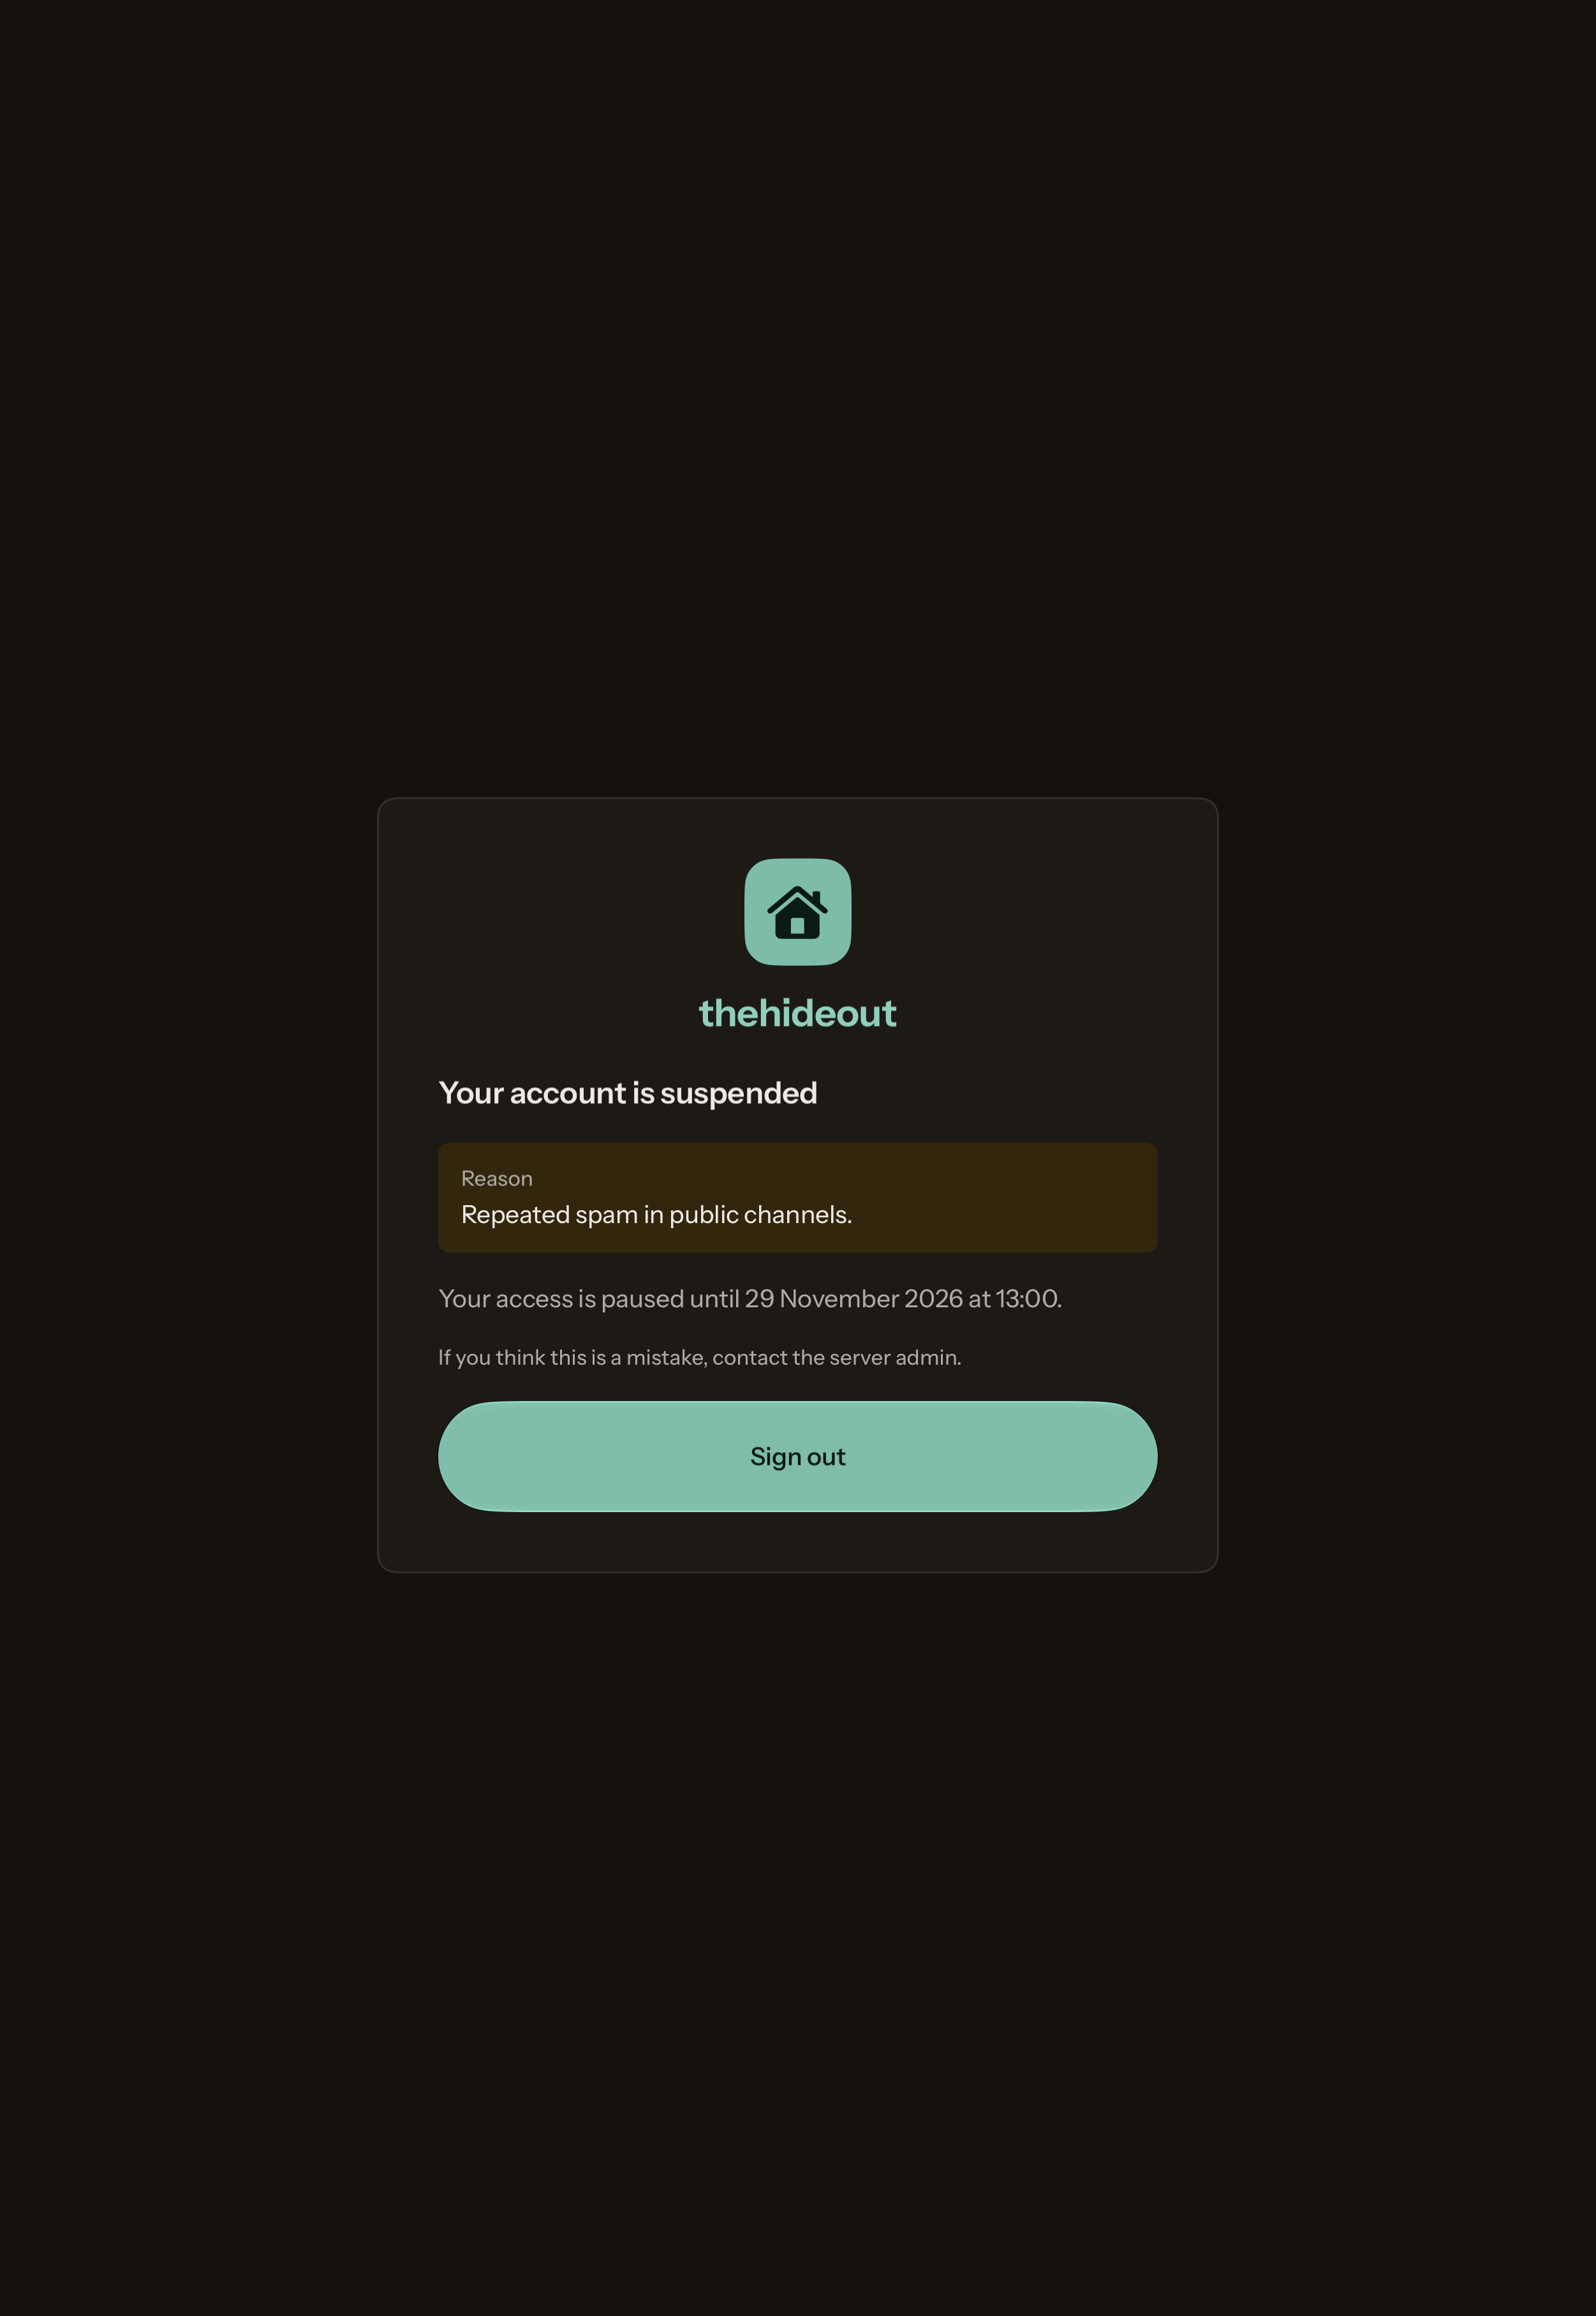 thehideout
Your account is suspended
Reason
Repeated spam in public channels.
Your access is paused until 29 November 2026 at 13:00.
If you think this is a mistake, contact the server admin.
Sign out